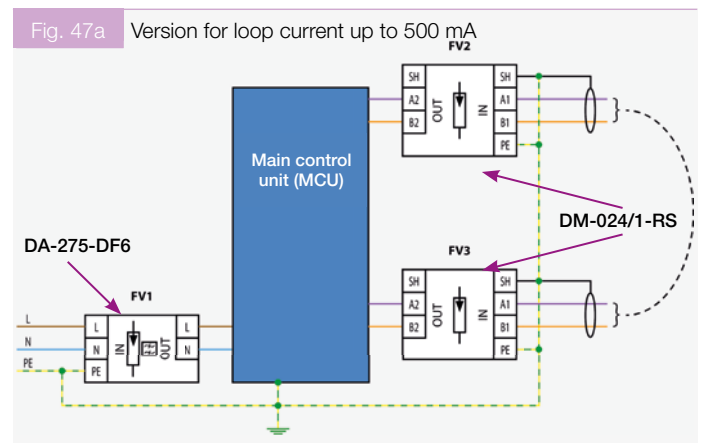 Fig. 47a Version for loop current up to 500 mA
FV2
SH SH
A2 OUT IN A1
B2 B1
PE
Main control
unit (MCU)
DM-024/1-RS
DA-275-DF6
FV3
SH SH
A2 OUT IN A1
B2 B1
PE
FV1
L L L
N N IN OUT N
PE PE